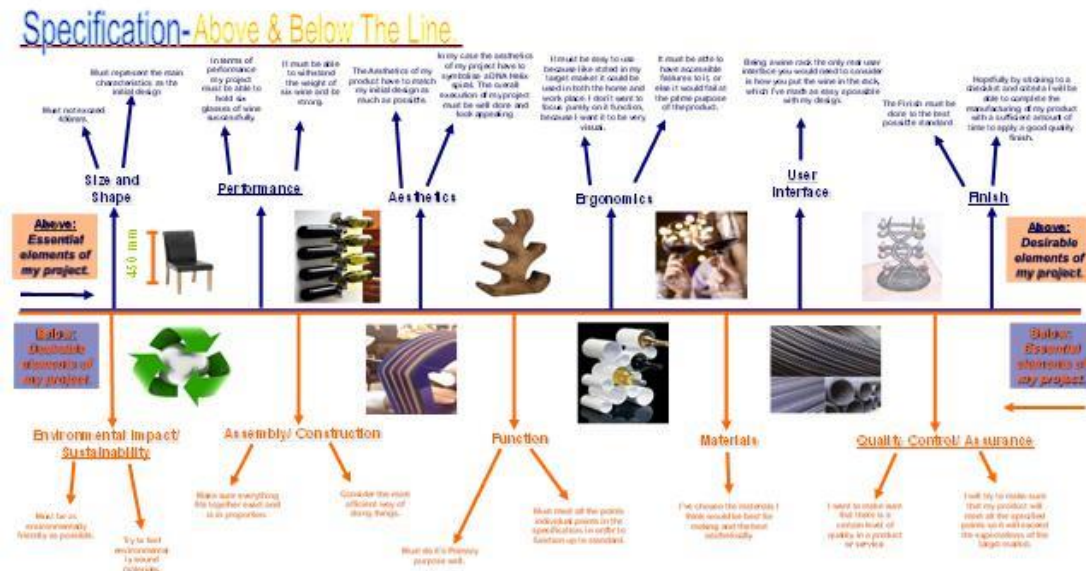 Specification- Above & Below The Line.
Must not exceed
450mm.
Must represent the main
characteristics as the
initial design
In terms of
performance my
project must be
able to hold six
glasses of wine
successfully.
It must be able
to withstand
the weight of
six wine and be
strong.
The Aesthetics of my
product have to match
my initial design as
much as possible.
In my case the aesthetics
of my project have to
symbolise a DNA Helix
spiral. The overall
execution of my project
must be well done and
look appealing.
It must be easy to use
because like stated in my
target market it could be
used in both the home and
work place. I don't want to
focus purely on it function,
because I want it to be very
visual.
It must be able to
have accessible
features to it, or
else it would fail at
the prime purpose
of the product.
Being a wine rack the only real user
interface you would need to consider
is how you put the wine in the
which I've made as easy possible
with my design.
The Finish must be
done to the best
possible standard
Hopefully by sticking to a
checklist and criteria I will be
able to complete the
manufacturing of my product
with a sufficient amount of
time to apply a good quality
finish.
Size and
Shape
Performance
Aesthetics
Ergonomics
User
Interface
Finish
Above:
Essential
elements of
my project.
450 mm
Above:
Desirable
elements of
my project.
Below:
Desirable
elements of
my project.
Below:
Essential
elements of
my project.
Environmental Impact/
Sustainability
Assembly/ Construction
Function
Materials
Quality Control/ Assurance
Must be as
environmentally
friendly as possible.
Try to use
environmental
ly sound
materials.
Make sure everything
fits together exact and
is in proportion.
Consider the most
efficient way of
doing things.
Must do it's Primary
purpose well.
Must meet all the points
individual points in the
specification in order to
function up to standard.
I've chosen the materials I
think would be best for
making and the best
aesthetically.
I want to make sure
that there is a
certain level of
quality in a product
or service
I will try to make sure
that my product will
meet all the specified
points so it will exceed
the expectations of the
target market.